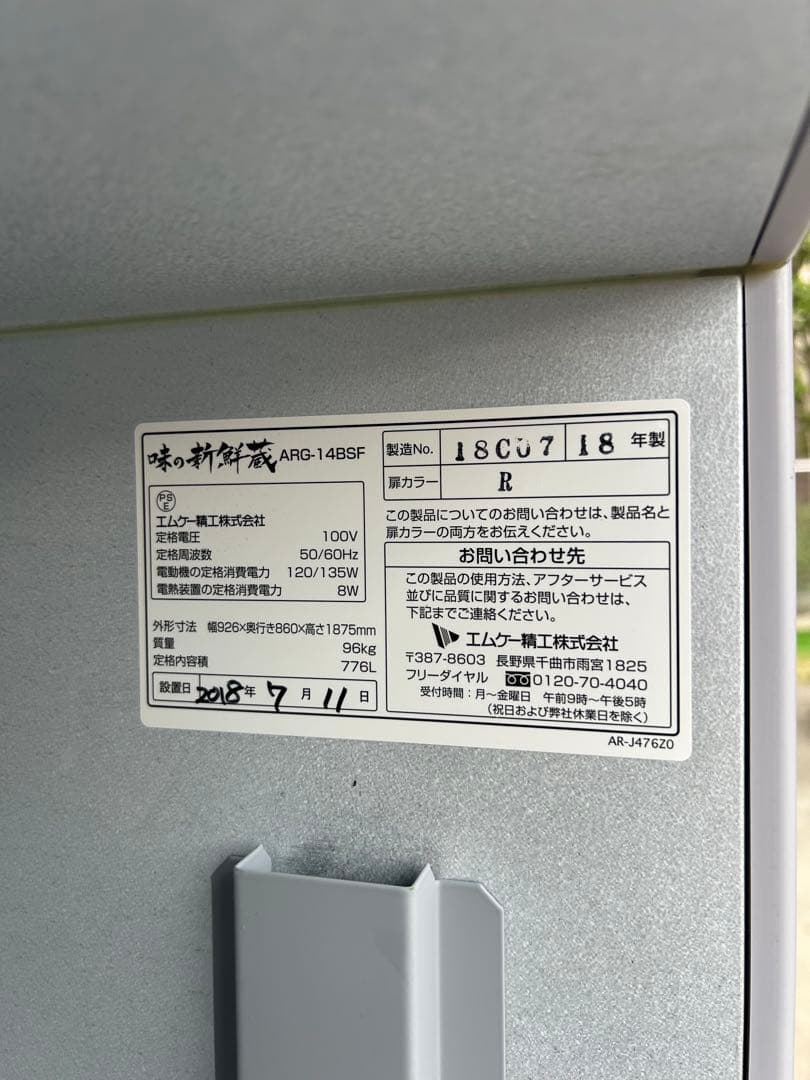 味の新鮮蔵 ARG-14BSF
PS
E
エムケー精工株式会社
定格電圧 100V
定格周波数 50/60Hz
電動機の定格消費電力 120/135W
電熱装置の定格消費電力 8W
外形寸法 幅926×奥行き860×高さ1875mm
質量 96kg
定格内容積 776L
設置日 2018年 7月 11日
製造No. 18C07 18年製
扉カラー R
この製品についてのお問い合わせは、製品名と
扉カラーの両方をお伝えください。
お問い合わせ先
この製品の使用方法、アフターサービス
並びに品質に関するお問い合わせは、
下記までご連絡ください。
エムケー精工株式会社
〒387-8603 長野県千曲市雨宮1825
フリーダイヤル 0120-70-4040
受付時間：月～金曜日 午前9時～午後5時
(祝日および弊社休業日を除く)
AR-J476Z0